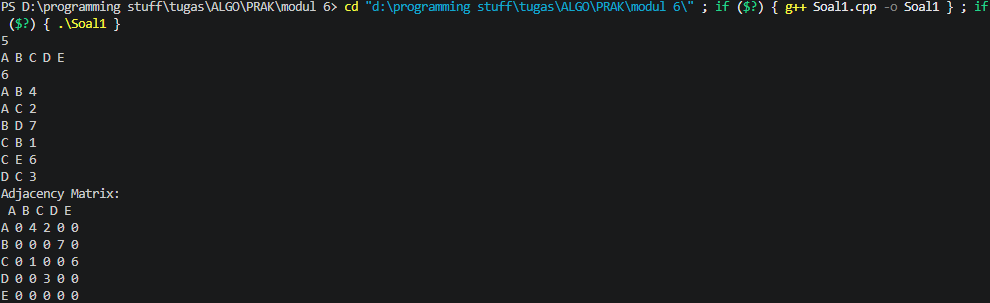 PS D:\programming stuff\tugas\ALGO\PRAK\modul 6> cd "d:\programming stuff\tugas\ALGO\PRAK\modul 6\" ; if ($?) { g++ Soal1.cpp -o Soal1 } ; if
 ($?) { .\Soal1 }
5
A B C D E
6
A B 4
A C 2
B D 7
C B 1
C E 6
D C 3
Adjacency Matrix:
  A B C D E
A 0 4 2 0 0
B 0 0 0 7 0
C 0 1 0 0 6
D 0 0 3 0 0
E 0 0 0 0 0